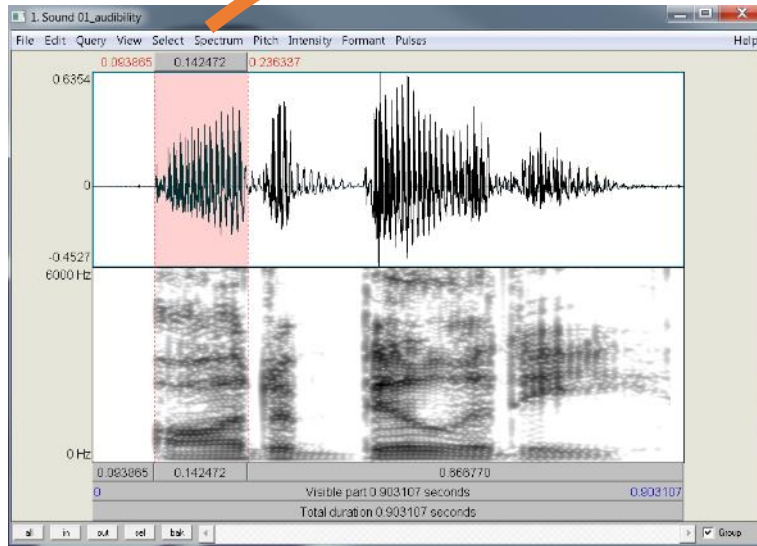 1. Sound 01_audibility
File Edit Query View Select Spectrum Pitch Intensity Formant Pulses Help
0.093865 0.142472 0.236337
0.6354
0
-0.4527
6000 Hz
0 Hz
0.093865 0.142472 0.666770
0 Visible part 0.903107 seconds 0.903107
Total duration 0.903107 seconds
all in out sel bak Group